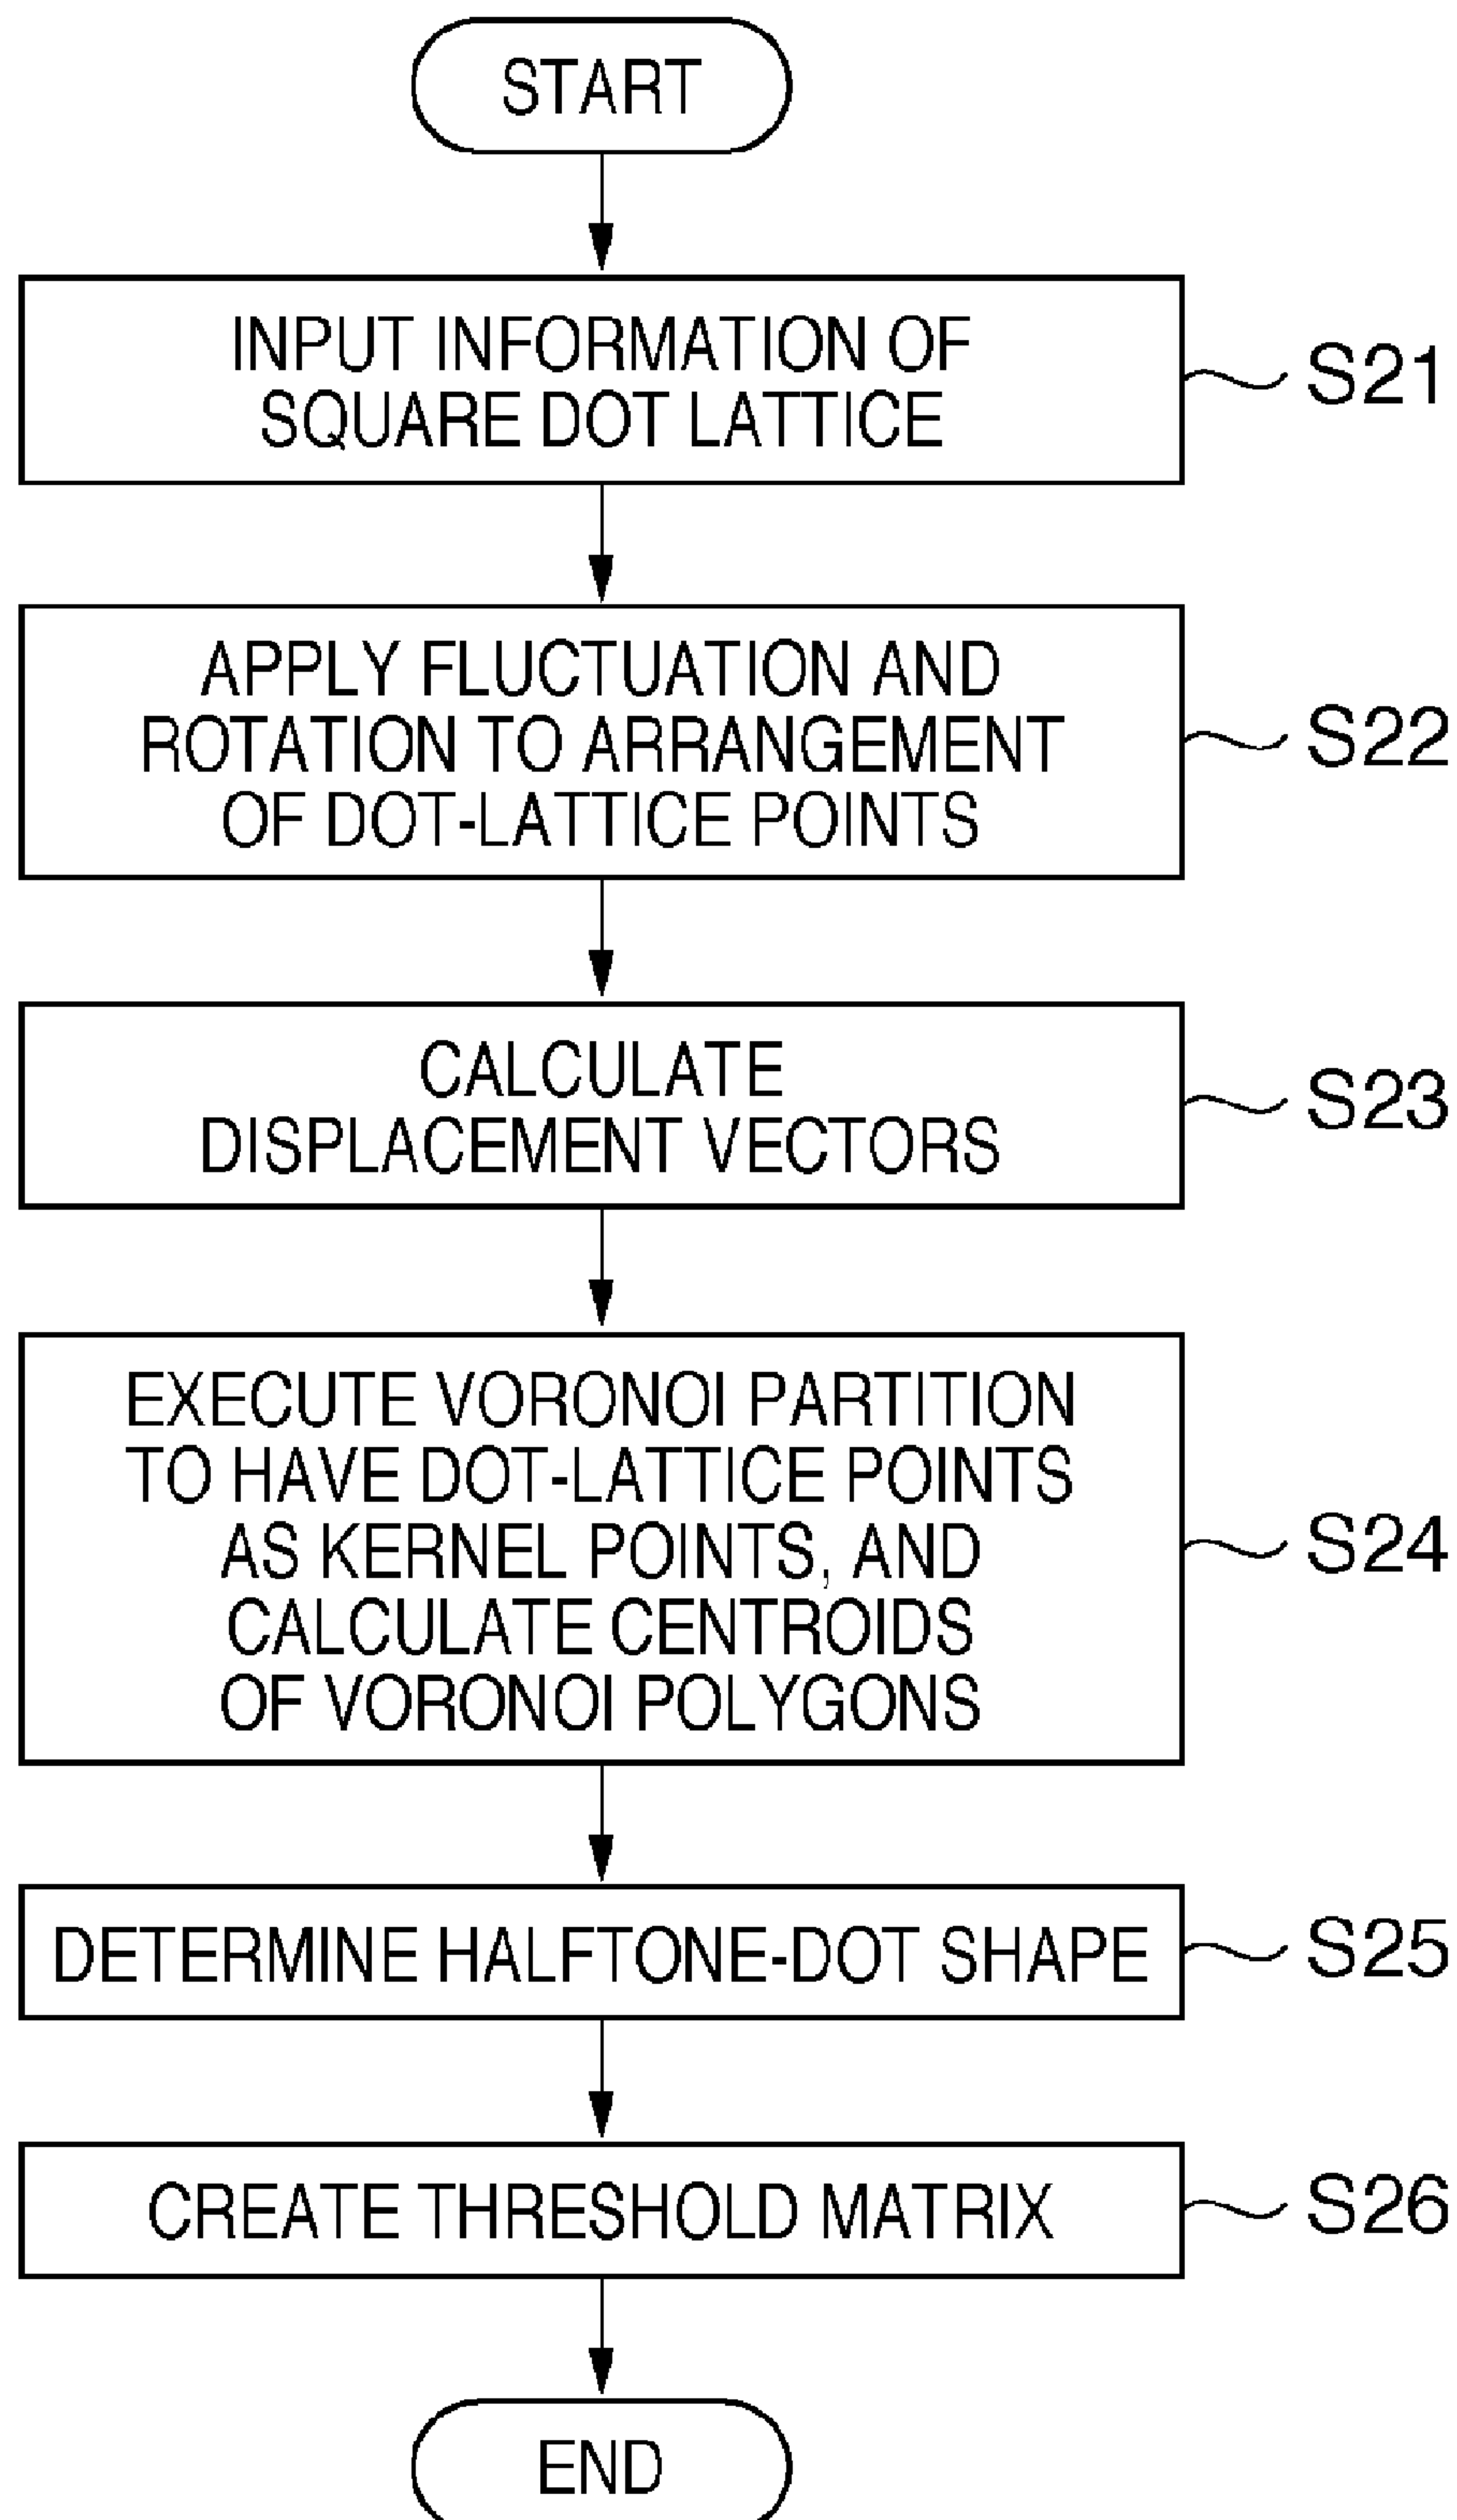 START
INPUT INFORMATION OF
SQUARE DOT LATTICE
S21
APPLY FLUCTUATION AND
ROTATION TO ARRANGEMENT
OF DOT-LATTICE POINTS
S22
CALCULATE
DISPLACEMENT VECTORS
S23
EXECUTE VORONOI PARTITION
TO HAVE DOT-LATTICE POINTS
AS KERNEL POINTS, AND
CALCULATE CENTROIDS
OF VORONOI POLYGONS
S24
DETERMINE HALFTONE-DOT SHAPE
S25
CREATE THRESHOLD MATRIX
S26
END